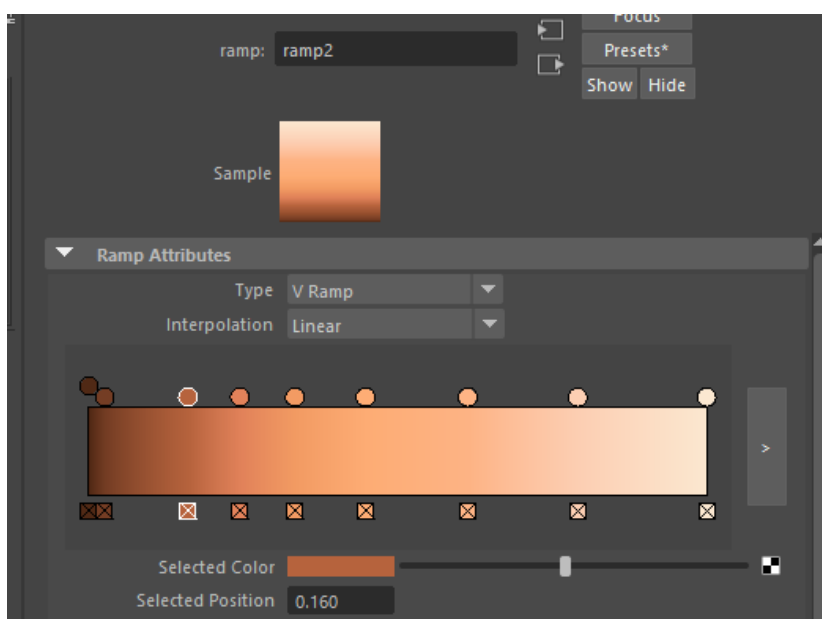 Focus
ramp: ramp2
Presets*
Show Hide
Sample
Ramp Attributes
Type V Ramp
Interpolation Linear
>
Selected Color
Selected Position 0.160